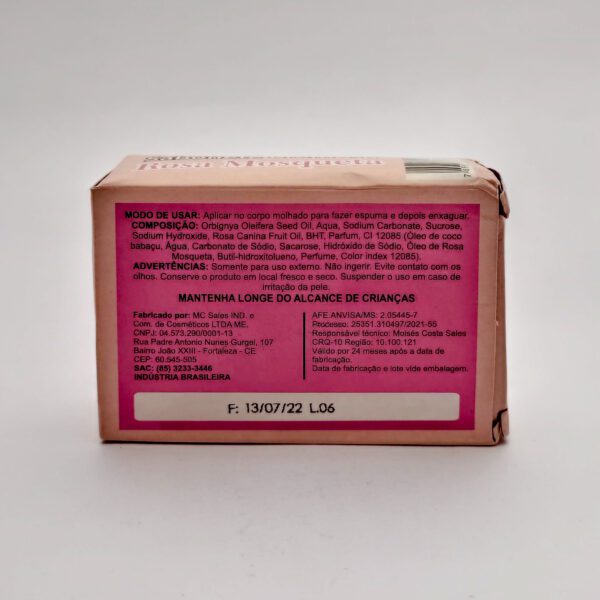 Rosa Mosqueta
MODO DE USAR: Aplicar no corpo molhado para fazer espuma e depois enxaguar.
COMPOSIÇÃO: Orbignya Oleifera Seed Oil, Aqua, Sodium Carbonate, Sucrose,
Sodium Hydroxide, Rosa Canina Fruit Oil, BHT, Parfum, CI 12085 (Óleo de coco
babaçu, Água, Carbonato de Sódio, Sacarose, Hidróxido de Sódio, Óleo de Rosa
Mosqueta, Butil-hidroxitolueno, Perfume, Color index 12085).
ADVERTÊNCIAS: Somente para uso externo. Não ingerir. Evite contato com os
olhos. Conserve o produto em local fresco e seco. Suspender o uso em caso de
irritação da pele.
MANTENHA LONGE DO ALCANCE DE CRIANÇAS
Fabricado por: MC Sales IND. e
Com. de Cosméticos LTDA ME,
CNPJ: 04.573.290/0001-13
Rua Padre Antonio Nunes Gurgel, 107
Bairro João XXIII - Fortaleza - CE
CEP: 60.545-505
SAC: (85) 3233-3446
INDÚSTRIA BRASILEIRA
AFE.ANVISA/MS: 2.05445-7
Processo: 25351.310497/2021-55
Responsável técnico: Moisés Costa Sales
CRQ-10 Região: 10.100.121
Válido por 24 meses após a data de
fabricação.
Data de fabricação e lote vide embalagem.
F: 13/07/22 L.06